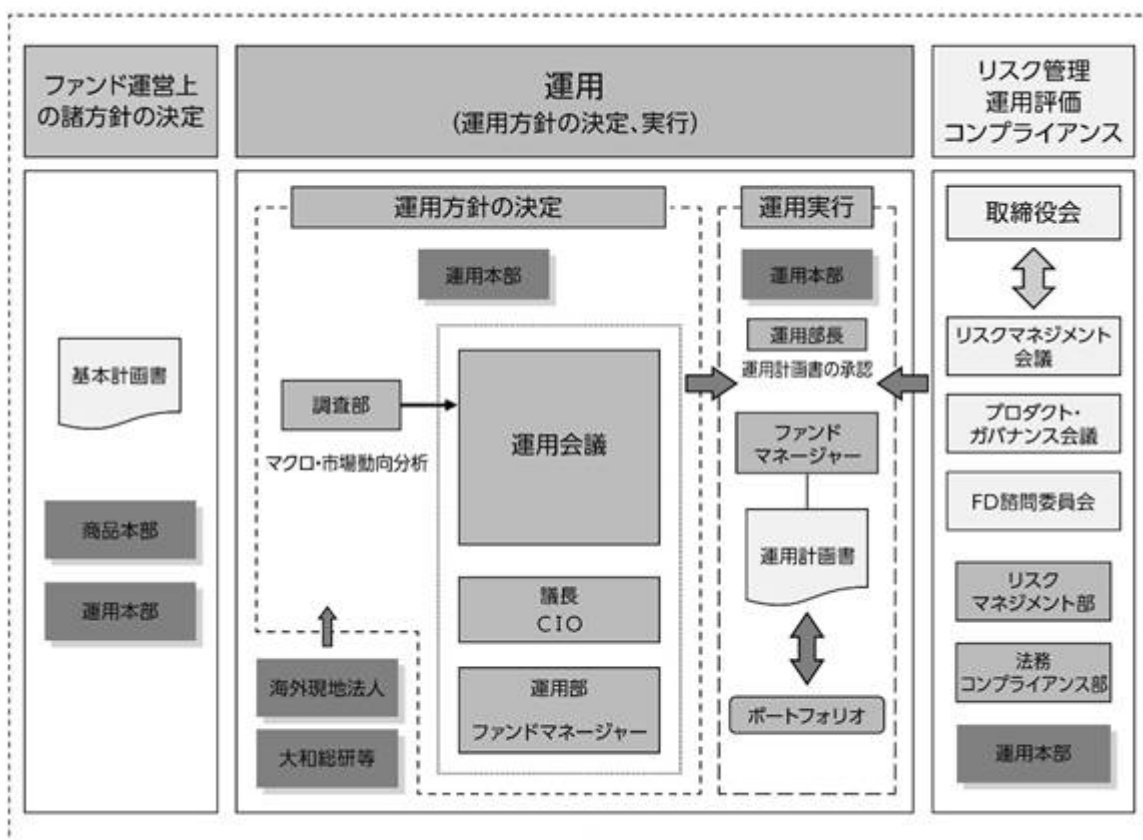 ファンド運営上
の諸方針の決定
基本計画書
商品本部
運用本部
運用
(運用方針の決定、実行)
運用方針の決定
運用本部
調査部
マクロ・市場動向分析
運用会議
議長
CIO
運用部
ファンドマネージャー
海外現地法人
大和総研等
運用実行
運用本部
運用部長
運用計画書の承認
ファンド
マネージャー
運用計画書
ポートフォリオ
リスク管理
運用評価
コンプライアンス
取締役会
リスクマネジメント
会議
プロダクト・
ガバナンス会議
FD諮問委員会
リスク
マネジメント部
法務
コンプライアンス部
運用本部